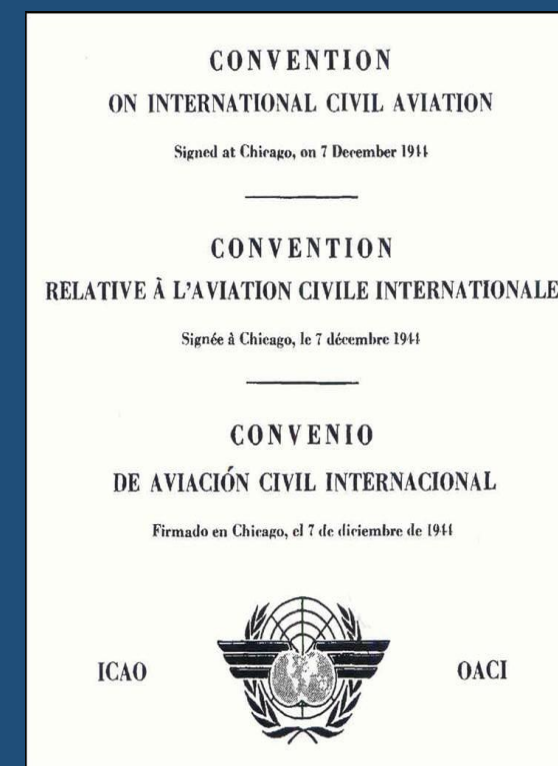 CONVENTION
ON INTERNATIONAL CIVIL AVIATION
Signed at Chicago, on 7 December 1944
CONVENTION
RELATIVE À L'AVIATION CIVILE INTERNATIONALE
Signée à Chicago, le 7 décembre 1944
CONVENIO
DE AVIACIÓN CIVIL INTERNACIONAL
Firmado en Chicago, el 7 de diciembre de 1944
ICAO OACI